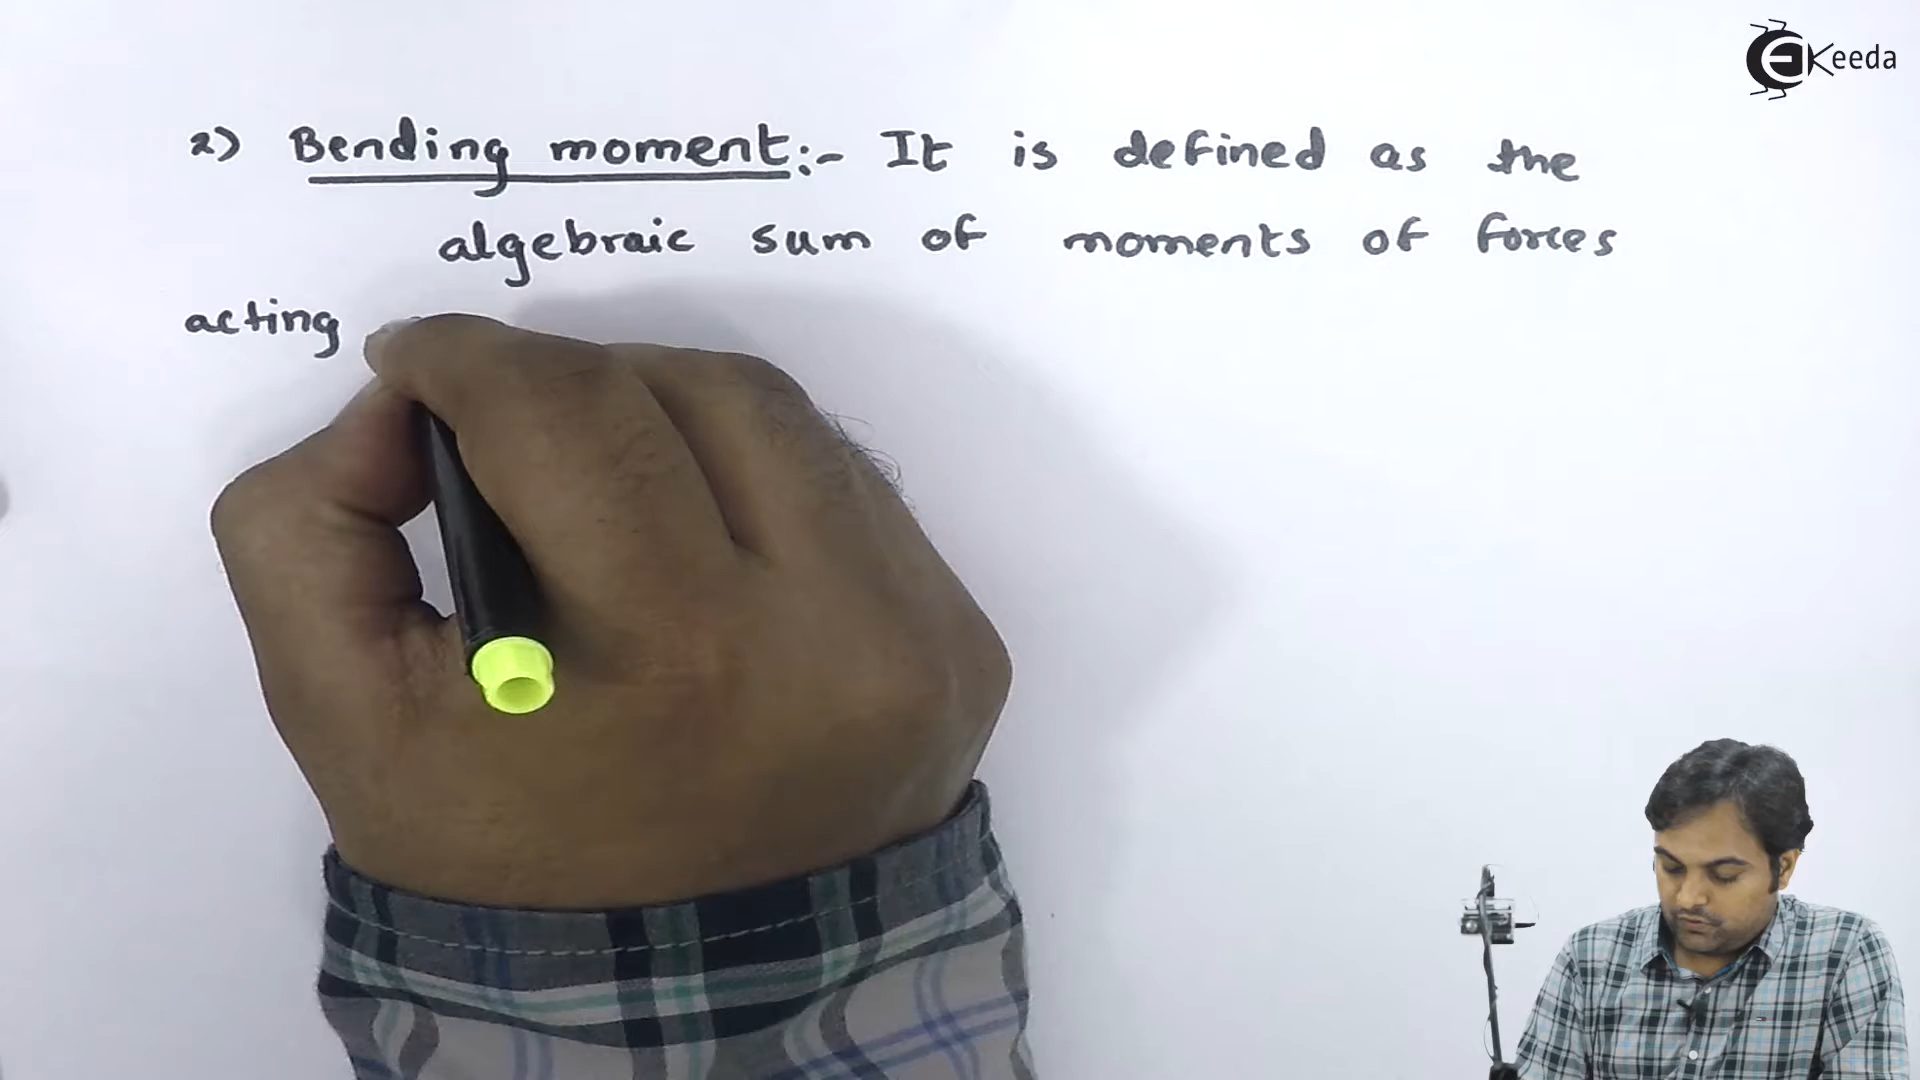 Keeda
2) Bending moment:- It is defined as the
algebraic sum of moments of forces
acting